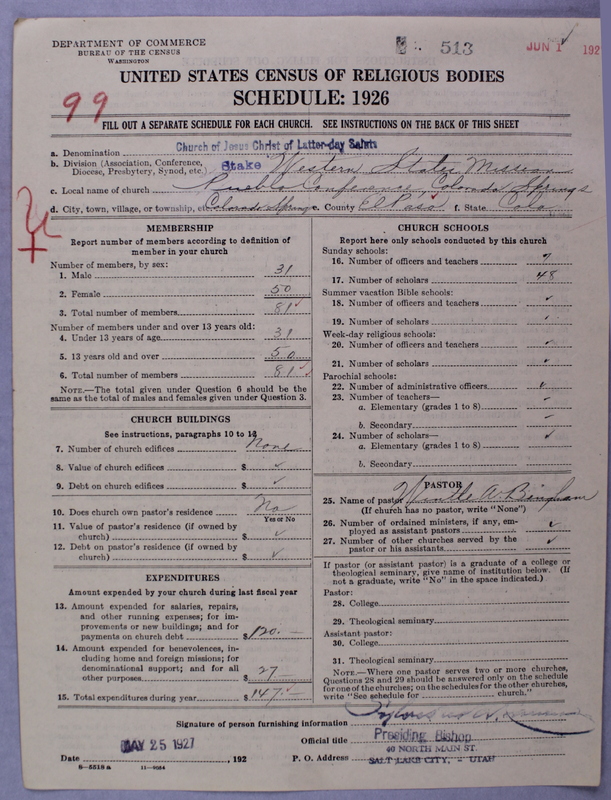 DEPARTMENT OF COMMERCE
BUREAU OF THE CENSUS
WASHINGTON
513
JUN 1 192
UNITED STATES CENSUS OF RELIGIOUS BODIES
SCHEDULE: 1926
99
FILL OUT A SEPARATE SCHEDULE FOR EACH CHURCH. SEE INSTRUCTIONS ON THE BACK OF THIS SHEET
a. Denomination Church of Jesus Christ of Latter-day Saints
b. Division (Association, Conference, Diocese, Presbytery, Synod, etc.) Stake Western States Mission
c. Local name of church Pueblo Conference, Colorado Springs
d. City, town, village, or township, etc. Colorado Springs e. County El Paso f. State Colo
MEMBERSHIP
Report number of members according to definition of
member in your church
Number of members, by sex:
1. Male 31
2. Female 50
3. Total number of members 81
Number of members under and over 13 years old:
4. Under 13 years of age 31
5. 13 years old and over 50
6. Total number of members 81
NOTE.—The total given under Question 6 should be the
same as the total of males and females given under Question 3.
CHURCH BUILDINGS
See instructions, paragraphs 10 to 13
7. Number of church edifices None
8. Value of church edifices $
9. Debt on church edifices $
10. Does church own pastor's residence No
Yes or No
11. Value of pastor's residence (if owned by
church) $
12. Debt on pastor's residence (if owned by
church) $
EXPENDITURES
Amount expended by your church during last fiscal year
13. Amount expended for salaries, repairs,
and other running expenses; for im-
provements or new buildings; and for
payments on church debt $120.—
14. Amount expended for benevolences, in-
cluding home and foreign missions; for
denominational support; and for all
other purposes $ 27—
15. Total expenditures during year $ 147.—
CHURCH SCHOOLS
Report here only schools conducted by this church
Sunday schools:
16. Number of officers and teachers 7
17. Number of scholars 48
Summer vacation Bible schools:
18. Number of officers and teachers
19. Number of scholars
Week-day religious schools:
20. Number of officers and teachers
21. Number of scholars
Parochial schools:
22. Number of administrative officers
23. Number of teachers—
a. Elementary (grades 1 to 8)
b. Secondary
24. Number of scholars—
a. Elementary (grades 1 to 8)
b. Secondary
PASTOR
25. Name of pastor A. Bingham
(If church has no pastor, write "None")
26. Number of ordained ministers, if any, em-
ployed as assistant pastors
27. Number of other churches served by the
pastor or his assistants
If pastor (or assistant pastor) is a graduate of a college or
theological seminary, give name of institution below. (If
not a graduate, write "No" in the space indicated.)
Pastor:
28. College
29. Theological seminary
Assistant pastor:
30. College
31. Theological seminary
NOTE.—Where one pastor serves two or more churches,
Questions 28 and 29 should be answered only on the schedule
for one of the churches; on the schedules for the other churches,
write "See schedule for church."
Signature of person furnishing information
Official title Presiding Bishop
MAY 25 1927
40 NORTH MAIN ST.
Date , 192 P. O. Address SALT LAKE CITY, - UTAH
8—5518 a 11—9914